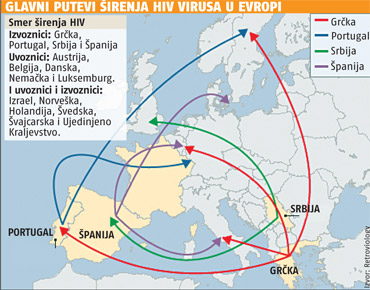 GLAVNI PUTEVI ŠIRENJA HIV VIRUSA U EVROPI
Smer širenja HIV
Izvoznici: Grčka,
Portugal, Srbija i Španija
Uvoznici: Austrija,
Belgija, Danska,
Nemačka i Luksemburg.
I uvoznici i izvoznici:
Izrael, Norveška,
Holandija, Švedska,
Švajcarska i Ujedinjeno
Kraljevstvo.
Grčka
Portugal
Srbija
Španija
SRBIJA
PORTUGAL
ŠPANIJA
GRČKA
Izvor: Retroviology